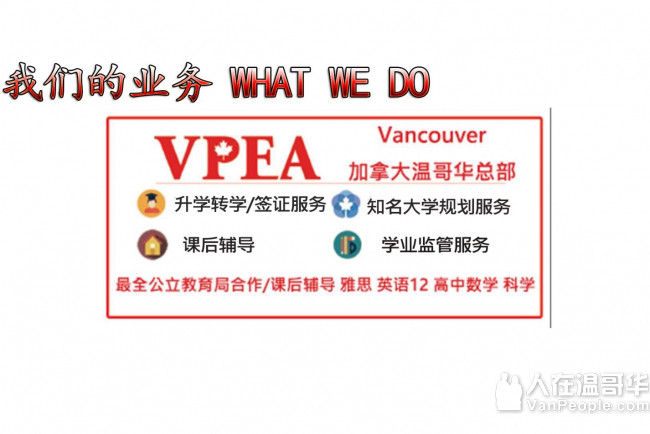 我们的业务 WHAT WE DO
VPEA Vancouver
加拿大温哥华总部
升学转学/签证服务 知名大学规划服务
课后辅导 学业监管服务
最全公立教育局合作/课后辅导 雅思 英语12 高中数学 科学
人在温哥华
VanPeople.com